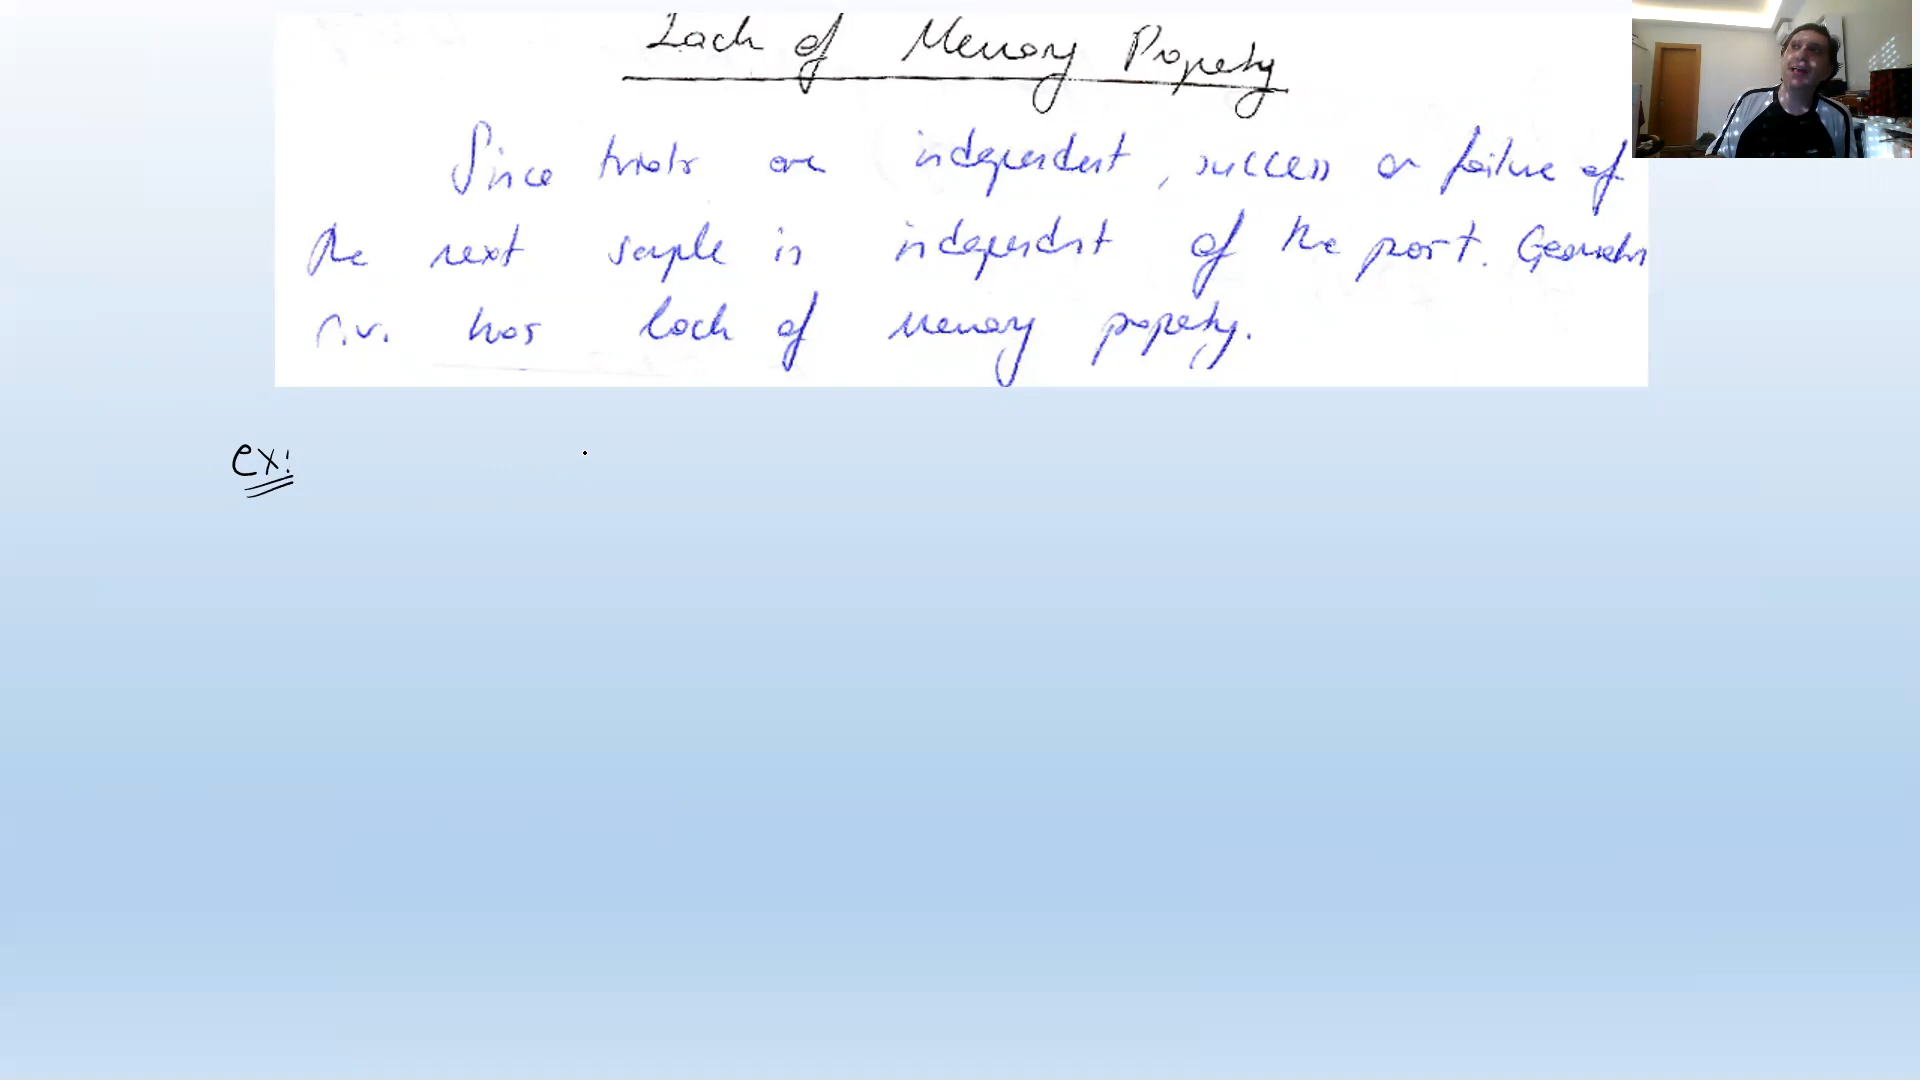 Lack of Memory Property
Since trials are independent, success or failure of
the next sample is independent of the past. Geometric
r.v. has lack of memory property.
ex: